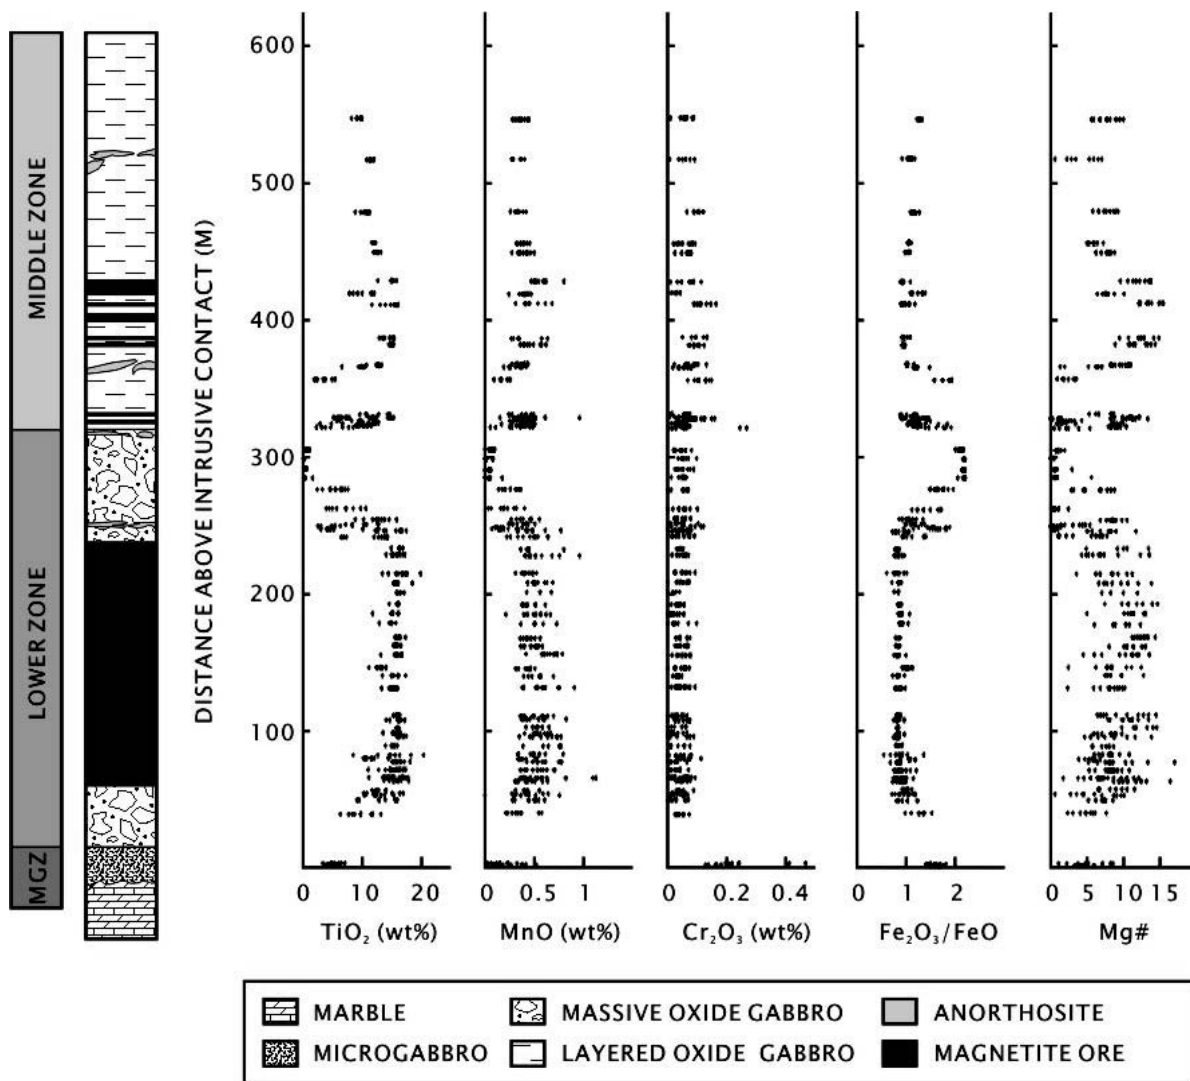 MIDDLE ZONE
LOWER ZONE
MGZ
DISTANCE ABOVE INTRUSIVE CONTACT (M)
600
500
400
300
200
100
0 10 20
TiO₂ (wt%)
0 0.5 1
MnO (wt%)
0 0.2 0.4
Cr₂O₃ (wt%)
0 1 2
Fe₂O₃/FeO
0 5 10 15
Mg#
MARBLE
MASSIVE OXIDE GABBRO
ANORTHOSITE
MICROGABBRO
LAYERED OXIDE GABBRO
MAGNETITE ORE